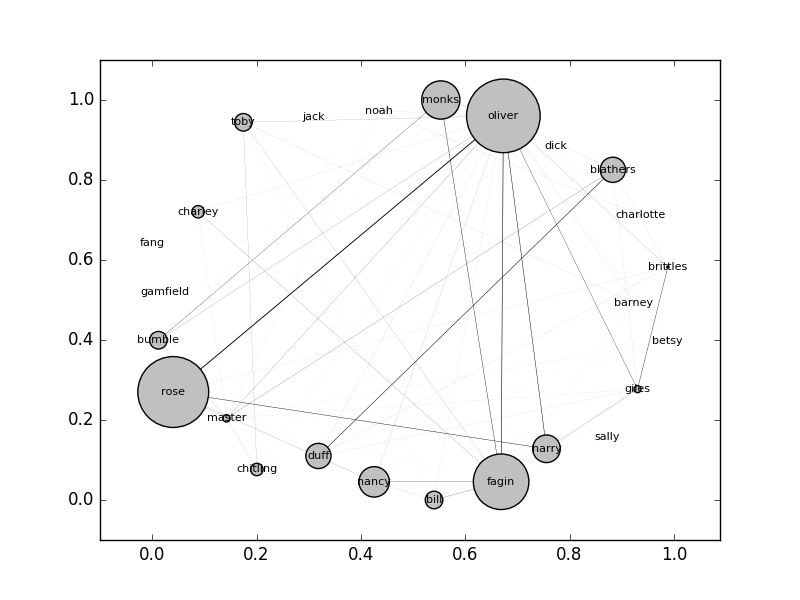 1.0
0.8
0.6
0.4
0.2
0.0
monks
oliver
noah
jack
toby
dick
blathers
charley
charlotte
fang
brittles
gamfield
barney
bumble
betsy
rose
giles
master
sally
harry
duff
chitling
nancy
fagin
bill
0.0
0.2
0.4
0.6
0.8
1.0